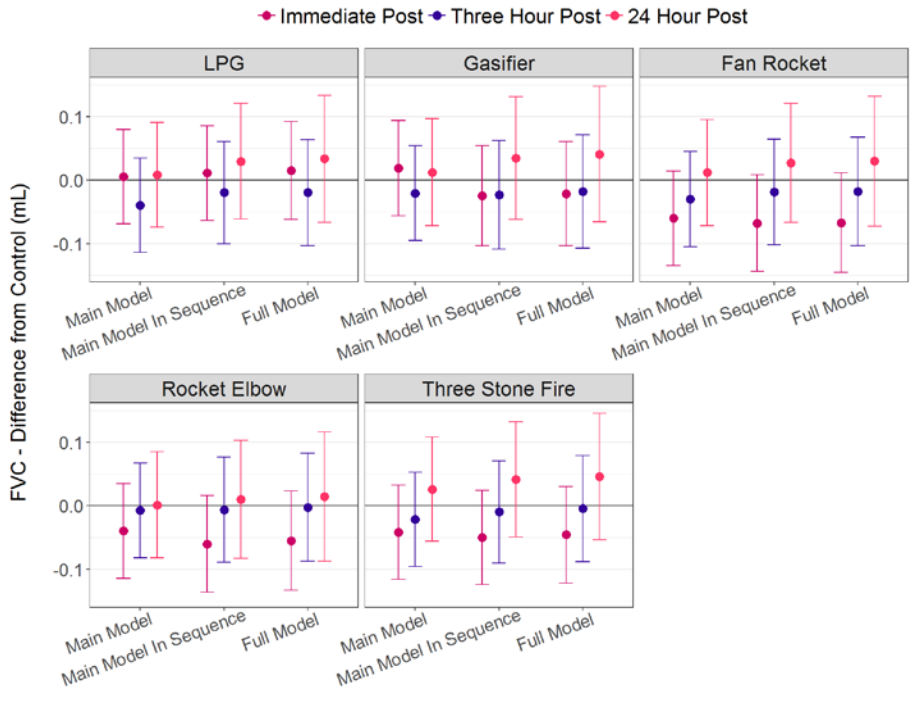 Immediate Post Three Hour Post 24 Hour Post
LPG Gasifier Fan Rocket
FVC - Difference from Control (mL)
0.1
0.0
-0.1
Main Model Main Model In Sequence Full Model
Main Model Main Model In Sequence Full Model
Main Model Main Model In Sequence Full Model
Rocket Elbow Three Stone Fire
0.1
0.0
-0.1
Main Model Main Model In Sequence Full Model
Main Model Main Model In Sequence Full Model